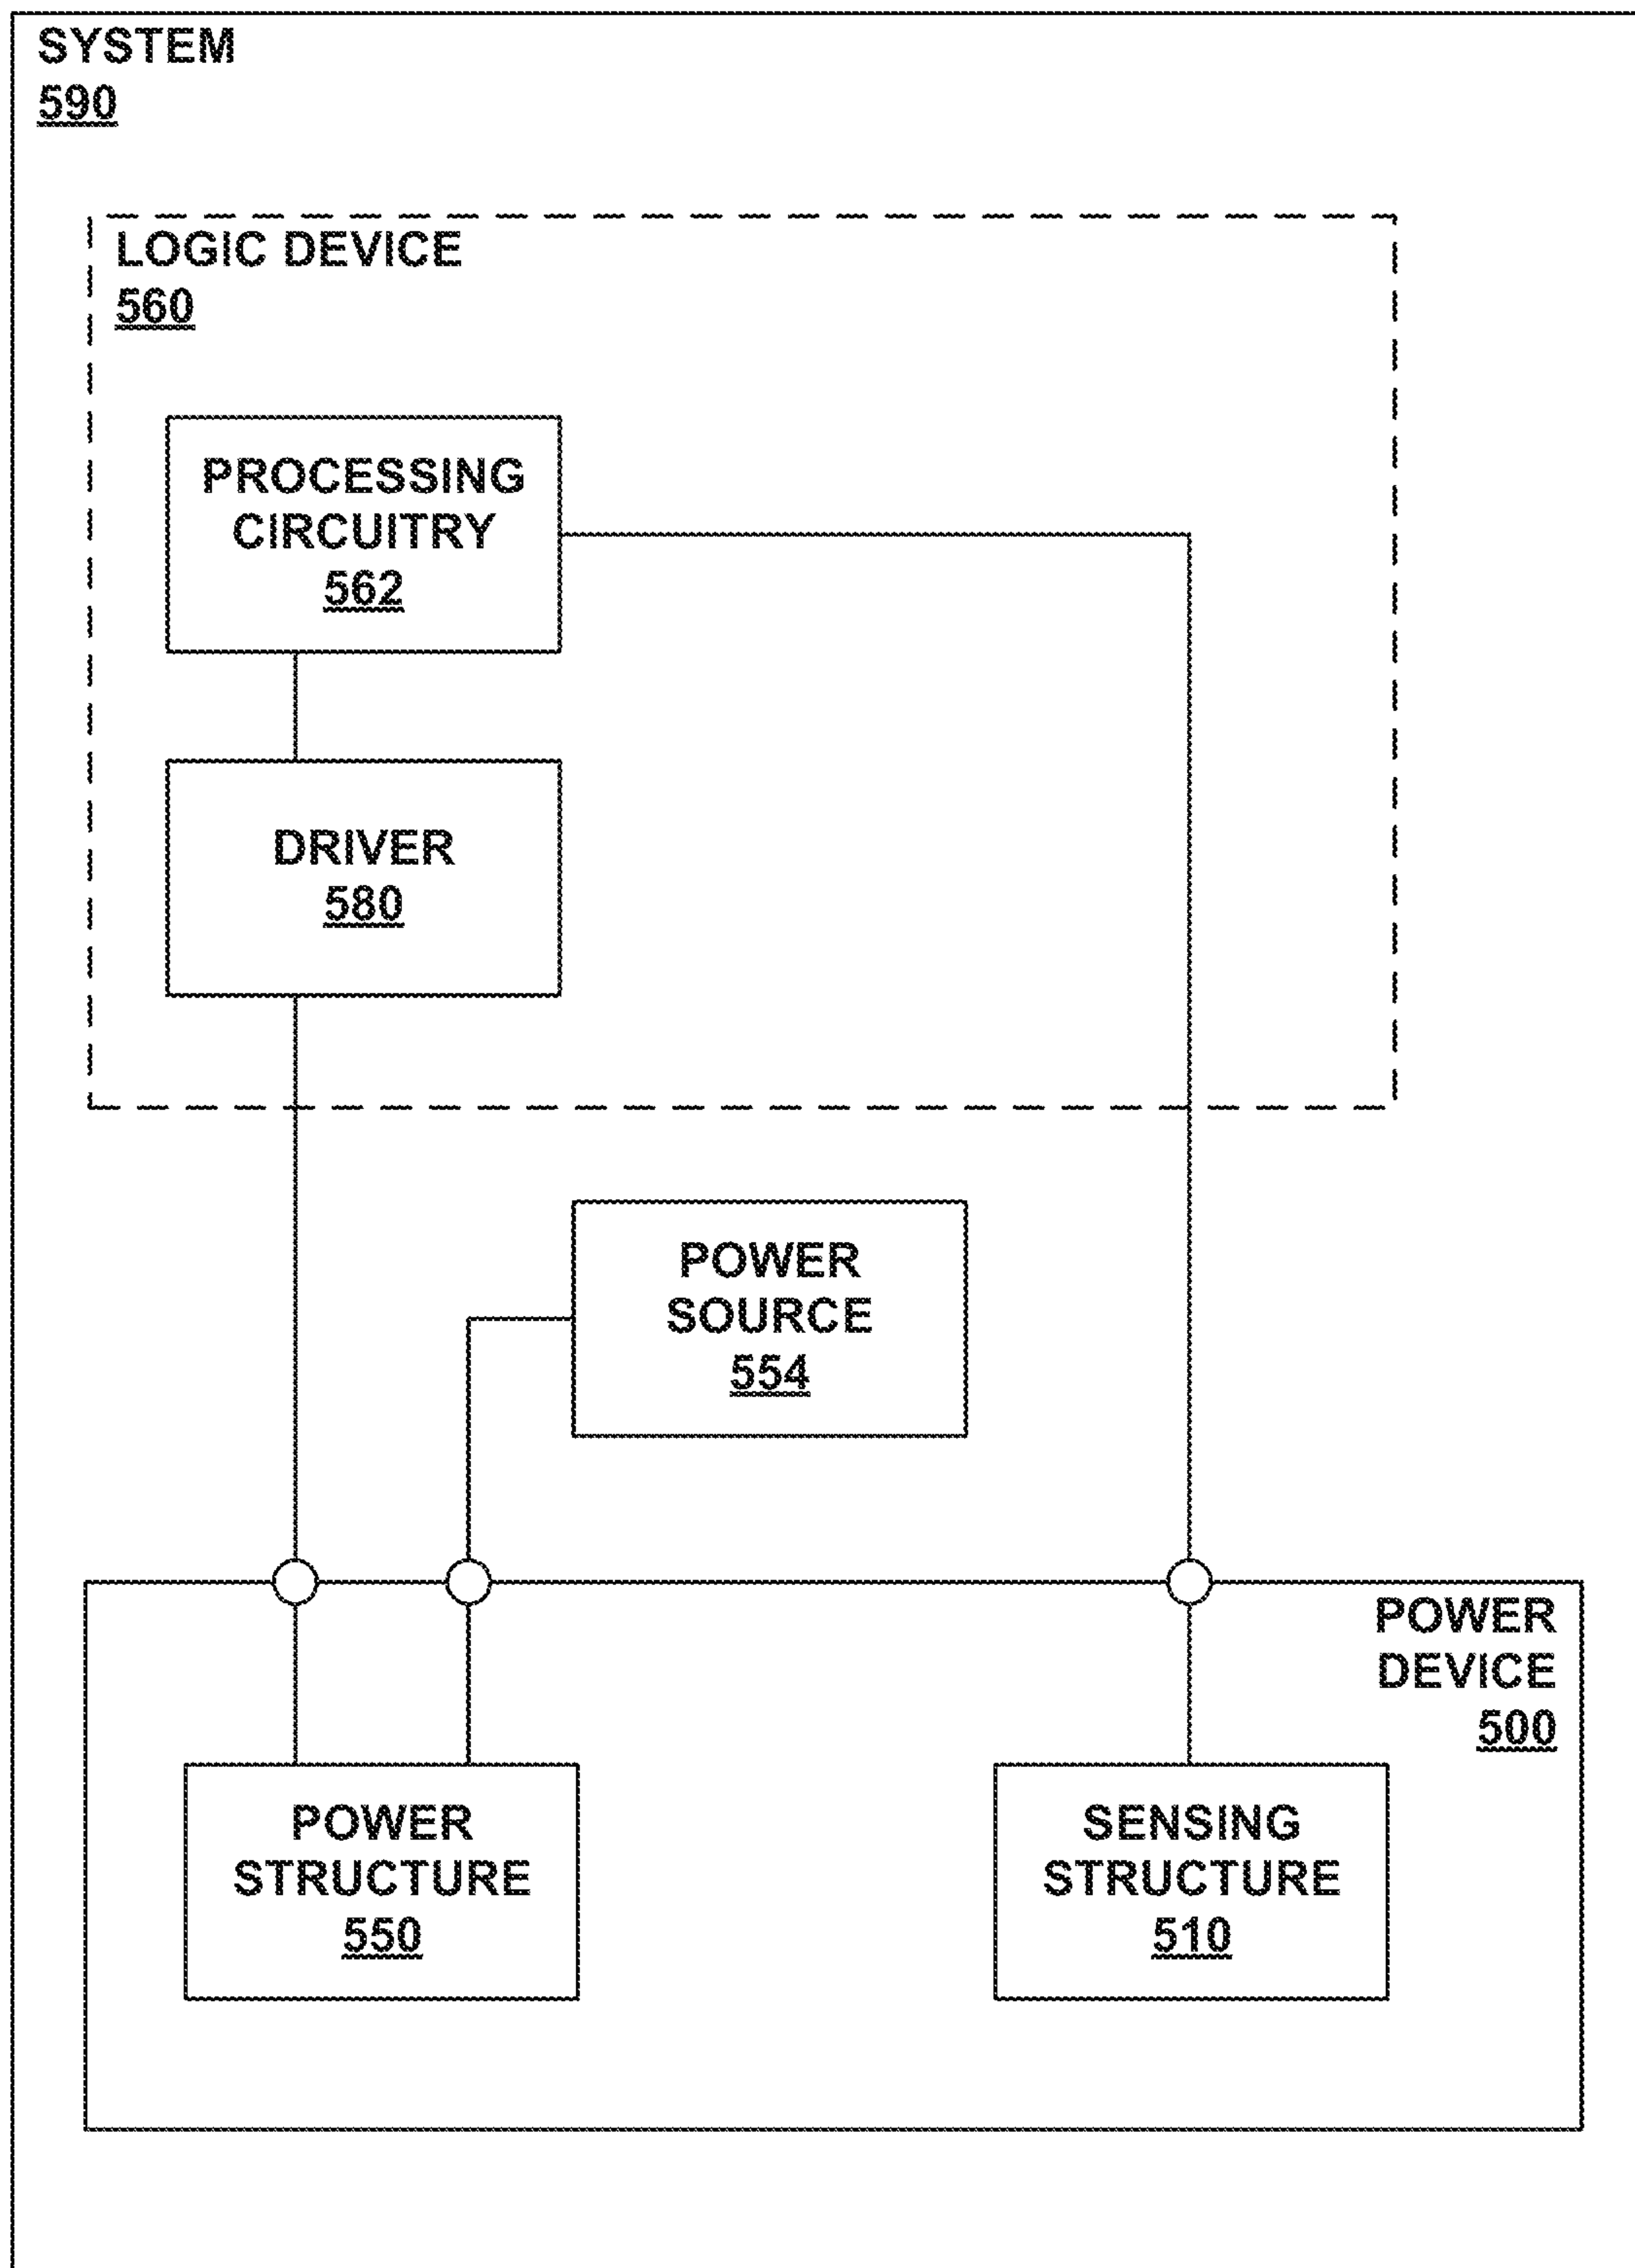 SYSTEM
590
LOGIC DEVICE
560
PROCESSING
CIRCUITRY
562
DRIVER
580
POWER
SOURCE
554
POWER
DEVICE
500
POWER
STRUCTURE
550
SENSING
STRUCTURE
510